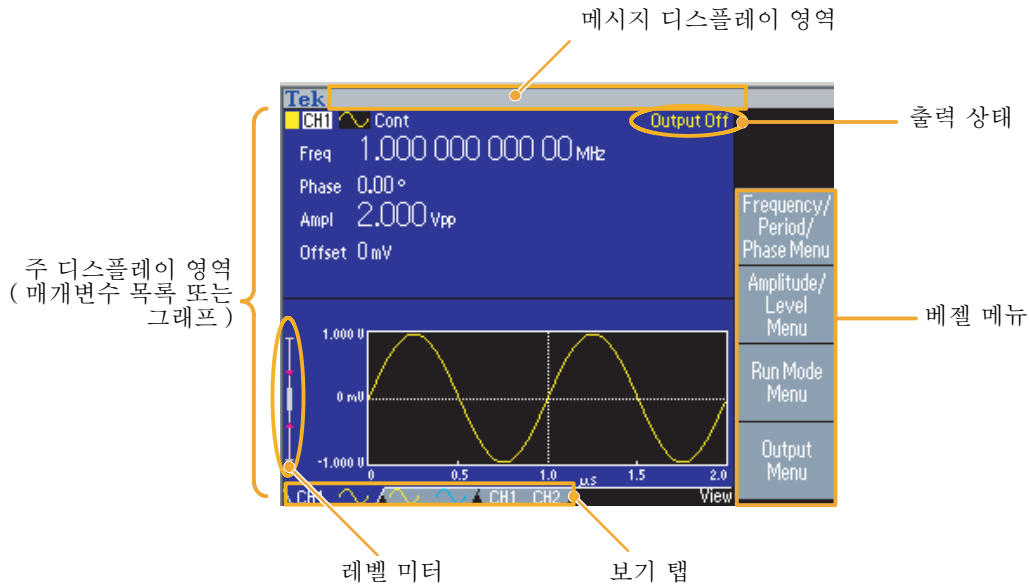 메시지 디스플레이 영역
Tek
CH1 Cont
Output Off
출력 상태
Freq 1.000 000 000 00 MHz
Phase 0.00 °
Ampl 2.000 Vpp
Offset 0 mV
Frequency/
Period/
Phase Menu
Amplitude/
Level
Menu
Run Mode
Menu
Output
Menu
베젤 메뉴
주 디스플레이 영역
( 매개변수 목록 또는
그래프 )
1.000 U
0 mU
-1.000 U
0 0.5 1.0 µs 1.5 2.0
CH1 CH1 CH2 View
레벨 미터
보기 탭